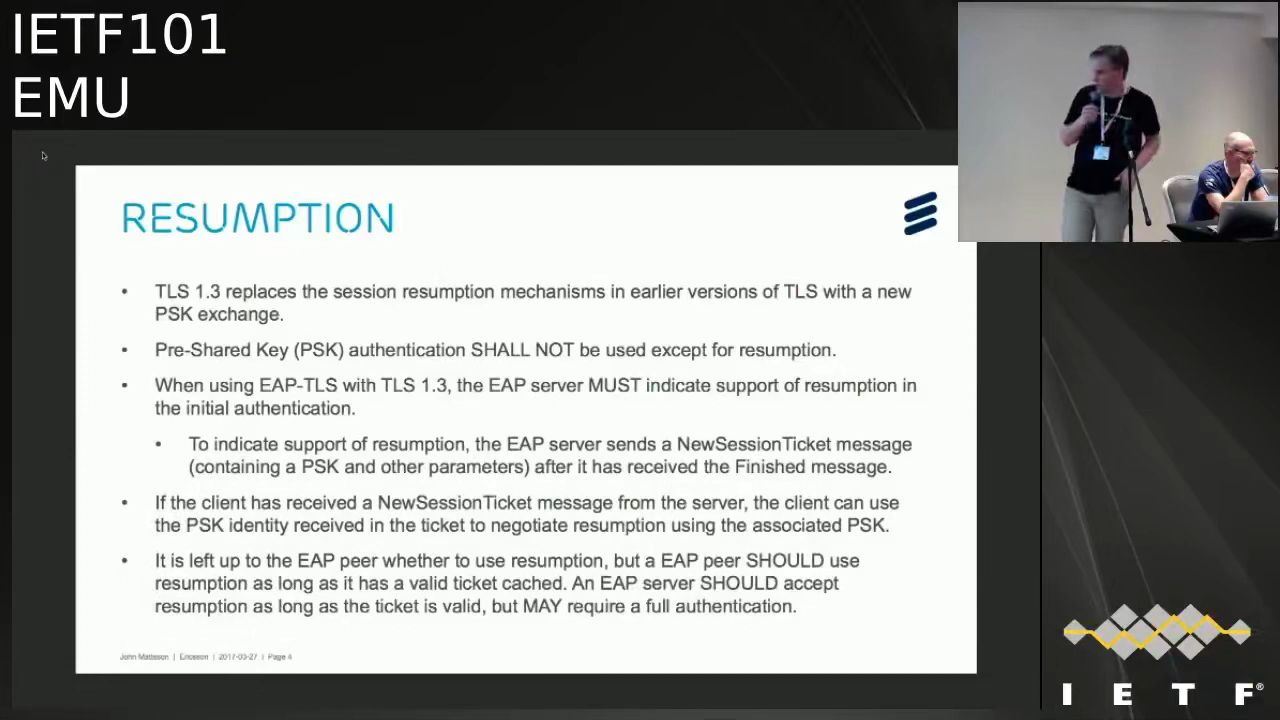 IETF101
EMU
RESUMPTION
• TLS 1.3 replaces the session resumption mechanisms in earlier versions of TLS with a new
PSK exchange.
• Pre-Shared Key (PSK) authentication SHALL NOT be used except for resumption.
• When using EAP-TLS with TLS 1.3, the EAP server MUST indicate support of resumption in
the initial authentication.
• To indicate support of resumption, the EAP server sends a NewSessionTicket message
(containing a PSK and other parameters) after it has received the Finished message.
• If the client has received a NewSessionTicket message from the server, the client can use
the PSK identity received in the ticket to negotiate resumption using the associated PSK.
• It is left up to the EAP peer whether to use resumption, but a EAP peer SHOULD use
resumption as long as it has a valid ticket cached. An EAP server SHOULD accept
resumption as long as the ticket is valid, but MAY require a full authentication.
John Mattsson | Ericsson | 2017-03-27 | Page 4
I E T F®